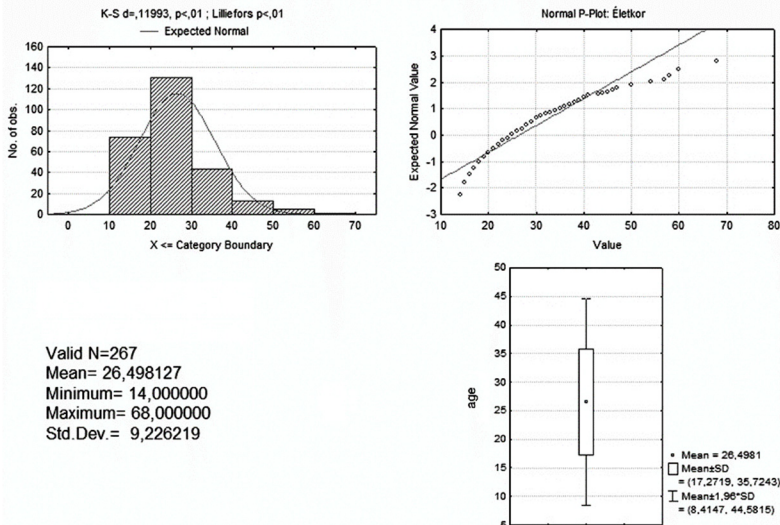 K-S d=,11993, p<,01 ; Lilliefors p<,01
Expected Normal
160
140
120
100
80
60
40
20
0
No. of obs.
0 10 20 30 40 50 60 70
X <= Category Boundary
Normal P-Plot: Életkor
4
3
2
1
0
-1
-2
-3
Expected Normal Value
10 20 30 40 50 60 70 80
Value
Valid N=267
Mean= 26,498127
Minimum= 14,000000
Maximum= 68,000000
Std.Dev.= 9,226219
50
45
40
35
30
25
20
15
10
5
age
Mean = 26,4981
Mean±SD
= (17,2719, 35,7243)
Mean±1,96*SD
= (8,4147, 44,5815)